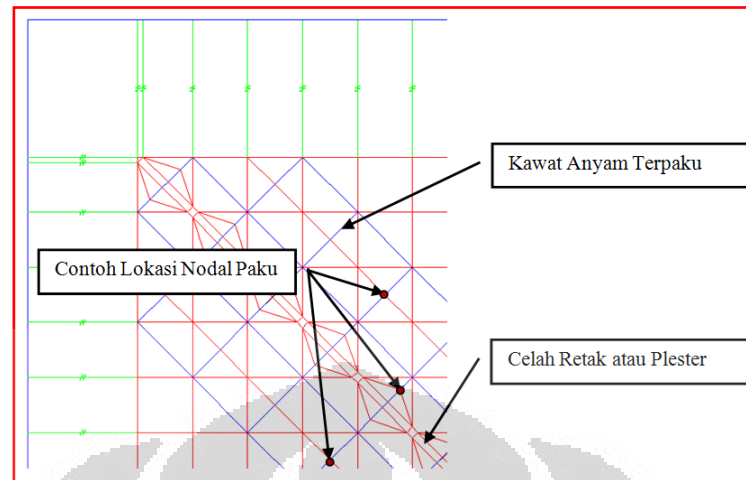 Kawat Anyam Terpaku
Contoh Lokasi Nodal Paku
Celah Retak atau Plester